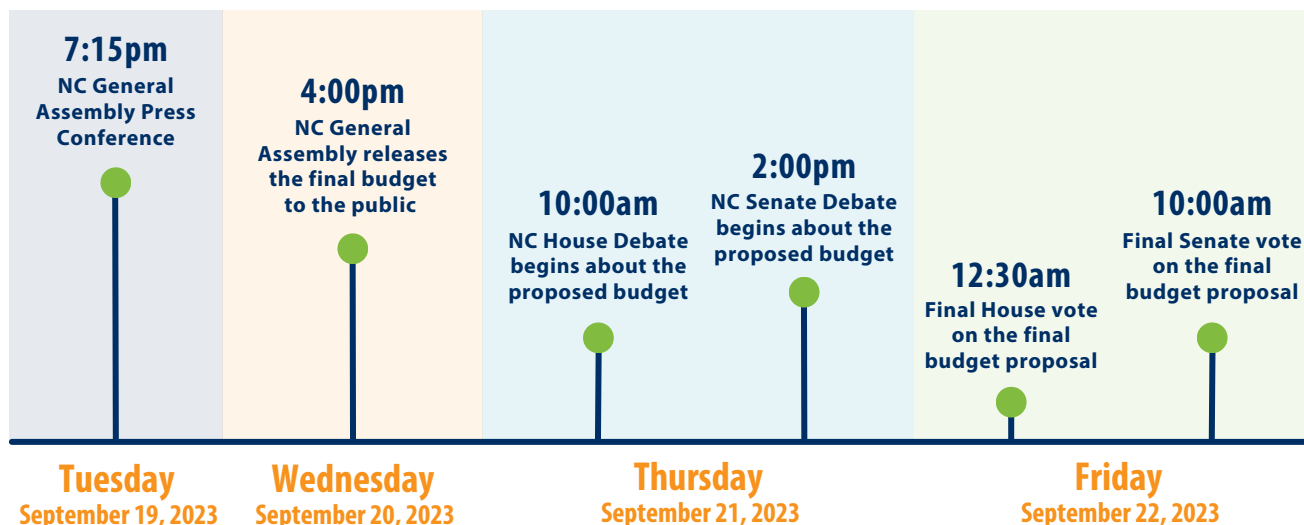 7:15pm
NC General
Assembly Press
Conference
4:00pm
NC General
Assembly releases
the final budget
to the public
10:00am
NC House Debate
begins about the
proposed budget
2:00pm
NC Senate Debate
begins about the
proposed budget
12:30am
Final House vote
on the final
budget proposal
10:00am
Final Senate vote
on the final
budget proposal
Tuesday
September 19, 2023
Wednesday
September 20, 2023
Thursday
September 21, 2023
Friday
September 22, 2023